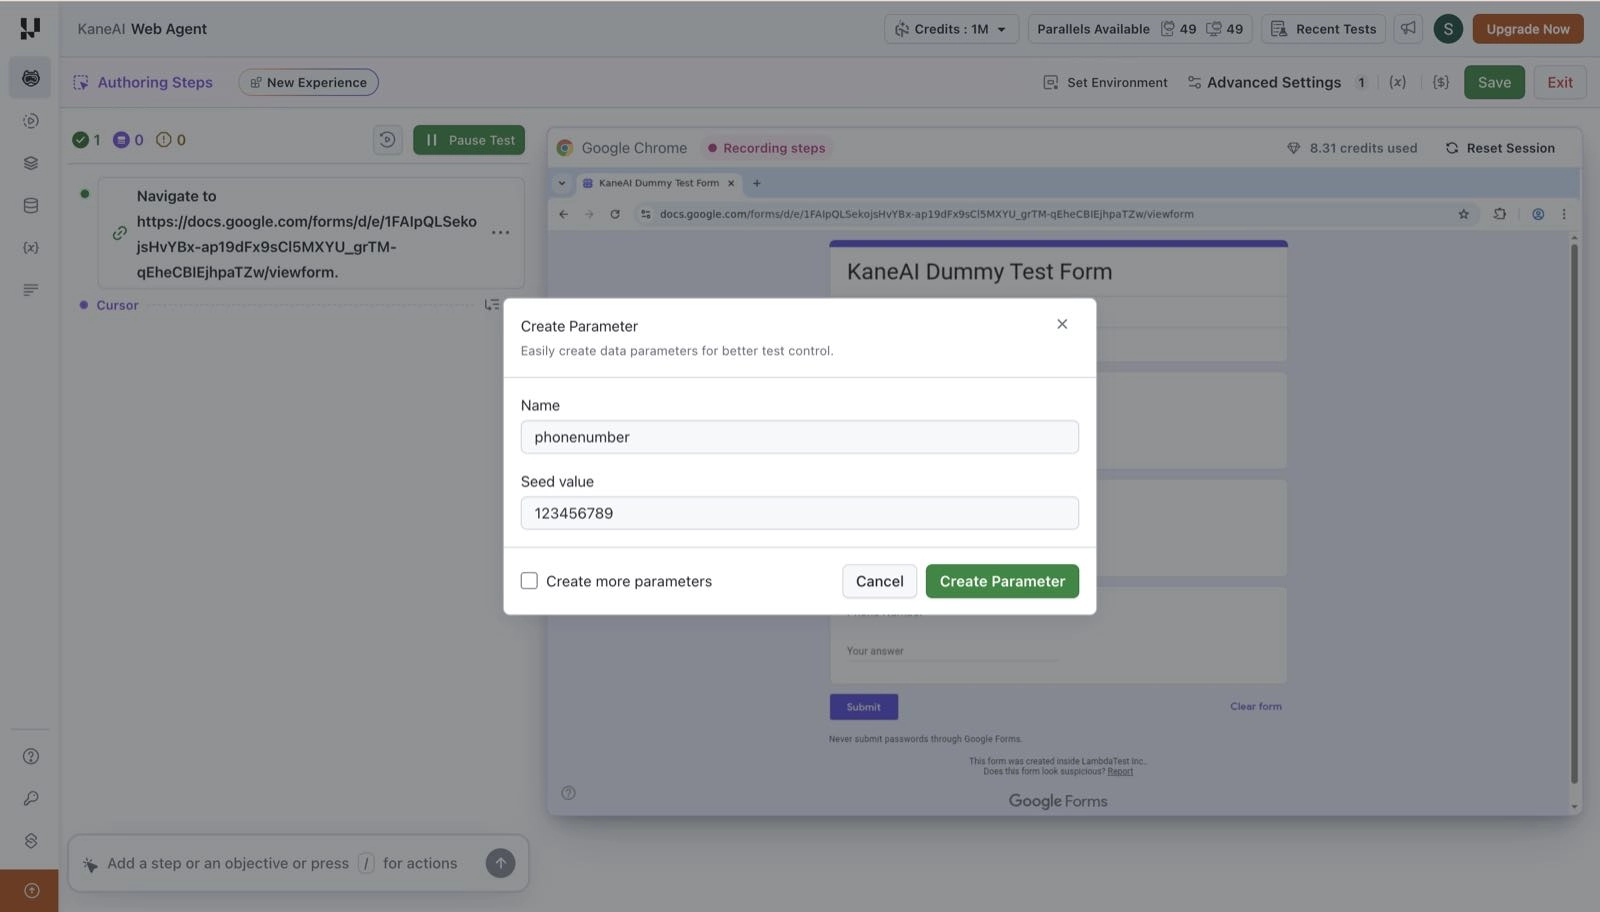 KaneAI Web Agent
Credits : 1M
Parallels Available 49 49
Recent Tests
S
Upgrade Now
Authoring Steps
New Experience
Set Environment
Advanced Settings 1
(x)
{$}
Save
Exit
1 0 0
Pause Test
Google Chrome
Recording steps
8.31 credits used
Reset Session
KaneAI Dummy Test Form
docs.google.com/forms/d/e/1FAIpQLSekojsHvYBx-ap19dFx9sCl5MXYU_grTM-qEheCBIEjhpaTZw/viewform
Navigate to
https://docs.google.com/forms/d/e/1FAIpQLSeko
jsHvYBx-ap19dFx9sCl5MXYU_grTM-
qEheCBIEjhpaTZw/viewform.
Cursor
KaneAI Dummy Test Form
Create Parameter
Easily create data parameters for better test control.
Name
phonenumber
Seed value
123456789
Create more parameters
Cancel
Create Parameter
Your answer
Submit
Clear form
Never submit passwords through Google Forms.
This form was created inside LambdaTest Inc..
Does this form look suspicious? Report
Google Forms
Add a step or an objective or press / for actions